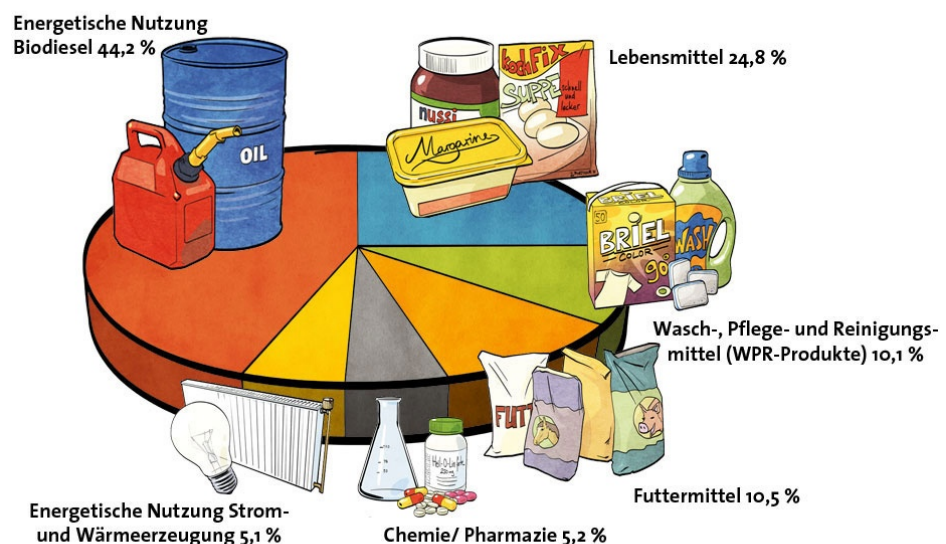 Energetische Nutzung
Biodiesel 44,2 %
OIL
nussi
kochFix
SUPPE
schnell
und
lecker
Margarine
Lebensmittel 24,8 %
50
BRIEL
COLOR
90
WASH
Wasch-, Pflege- und Reinigungs-
mittel (WPR-Produkte) 10,1 %
FUTT
Futtermittel 10,5 %
Chemie/ Pharmazie 5,2 %
Energetische Nutzung Strom-
und Wärmeerzeugung 5,1 %